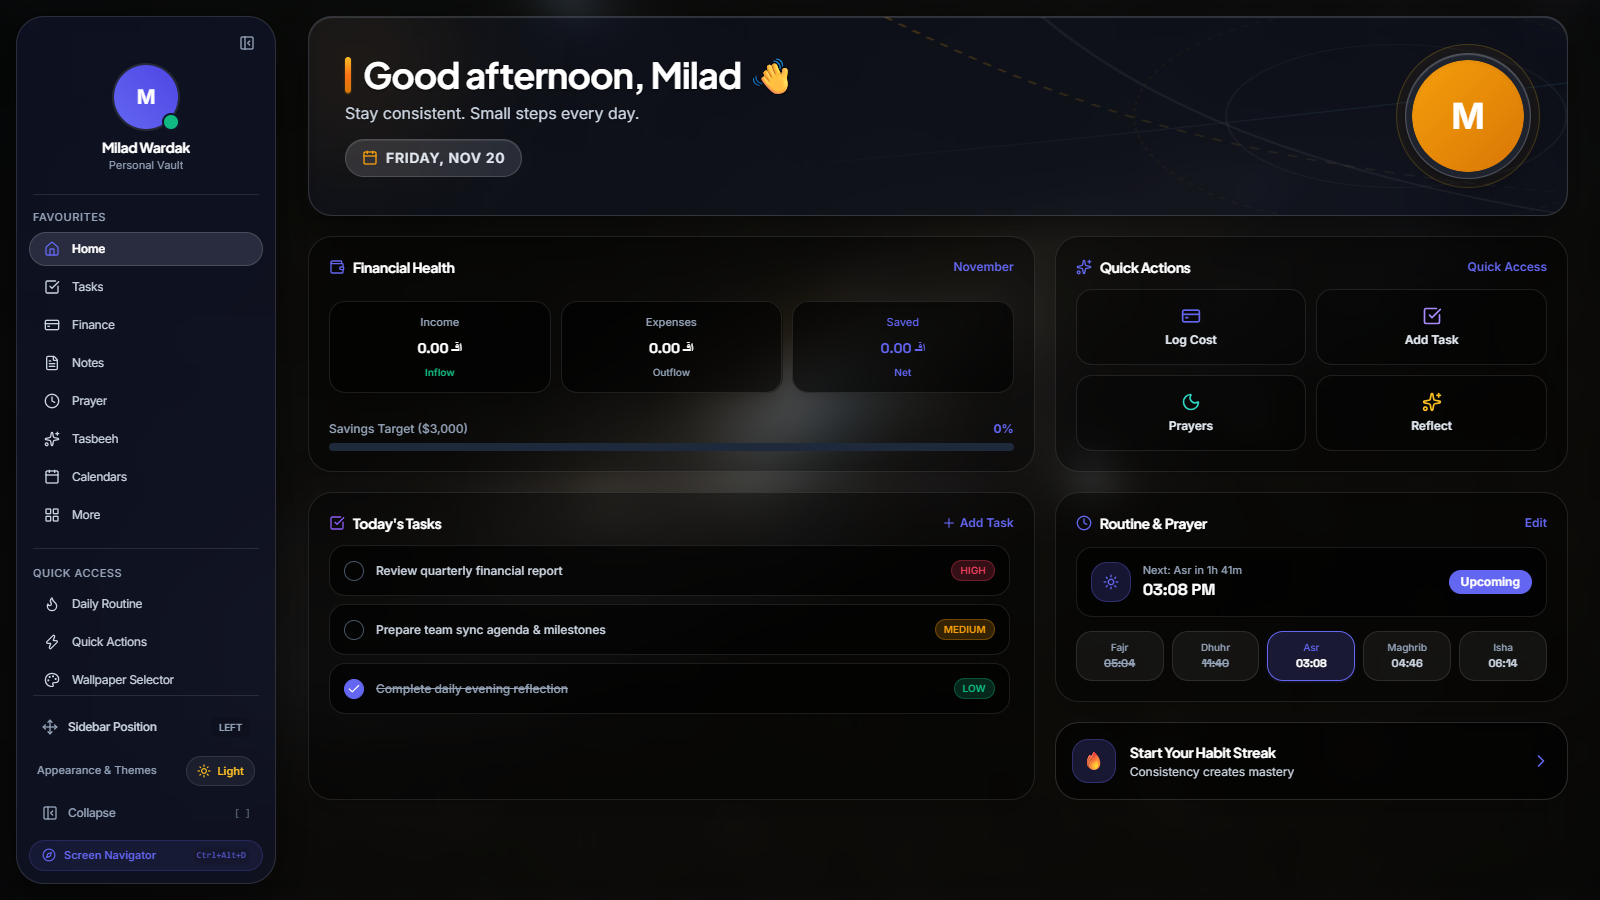 M
Milad Wardak
Personal Vault
FAVOURITES
Home
Tasks
Finance
Notes
Prayer
Tasbeeh
Calendars
More
QUICK ACCESS
Daily Routine
Quick Actions
Wallpaper Selector
Sidebar Position LEFT
Appearance & Themes Light
Collapse [ ]
Screen Navigator Ctrl+Alt+D
Good afternoon, Milad 👋
Stay consistent. Small steps every day.
FRIDAY, NOV 20
M
Financial Health November
Income
0.00 افـ
Inflow
Expenses
0.00 افـ
Outflow
Saved
0.00 افـ
Net
Savings Target ($3,000) 0%
Quick Actions Quick Access
Log Cost
Add Task
Prayers
Reflect
Today's Tasks + Add Task
Review quarterly financial report HIGH
Prepare team sync agenda & milestones MEDIUM
Complete daily evening reflection LOW
Routine & Prayer Edit
Next: Asr in 1h 41m
03:08 PM
Upcoming
Fajr
05:04
Dhuhr
11:40
Asr
03:08
Maghrib
04:46
Isha
06:14
Start Your Habit Streak
Consistency creates mastery